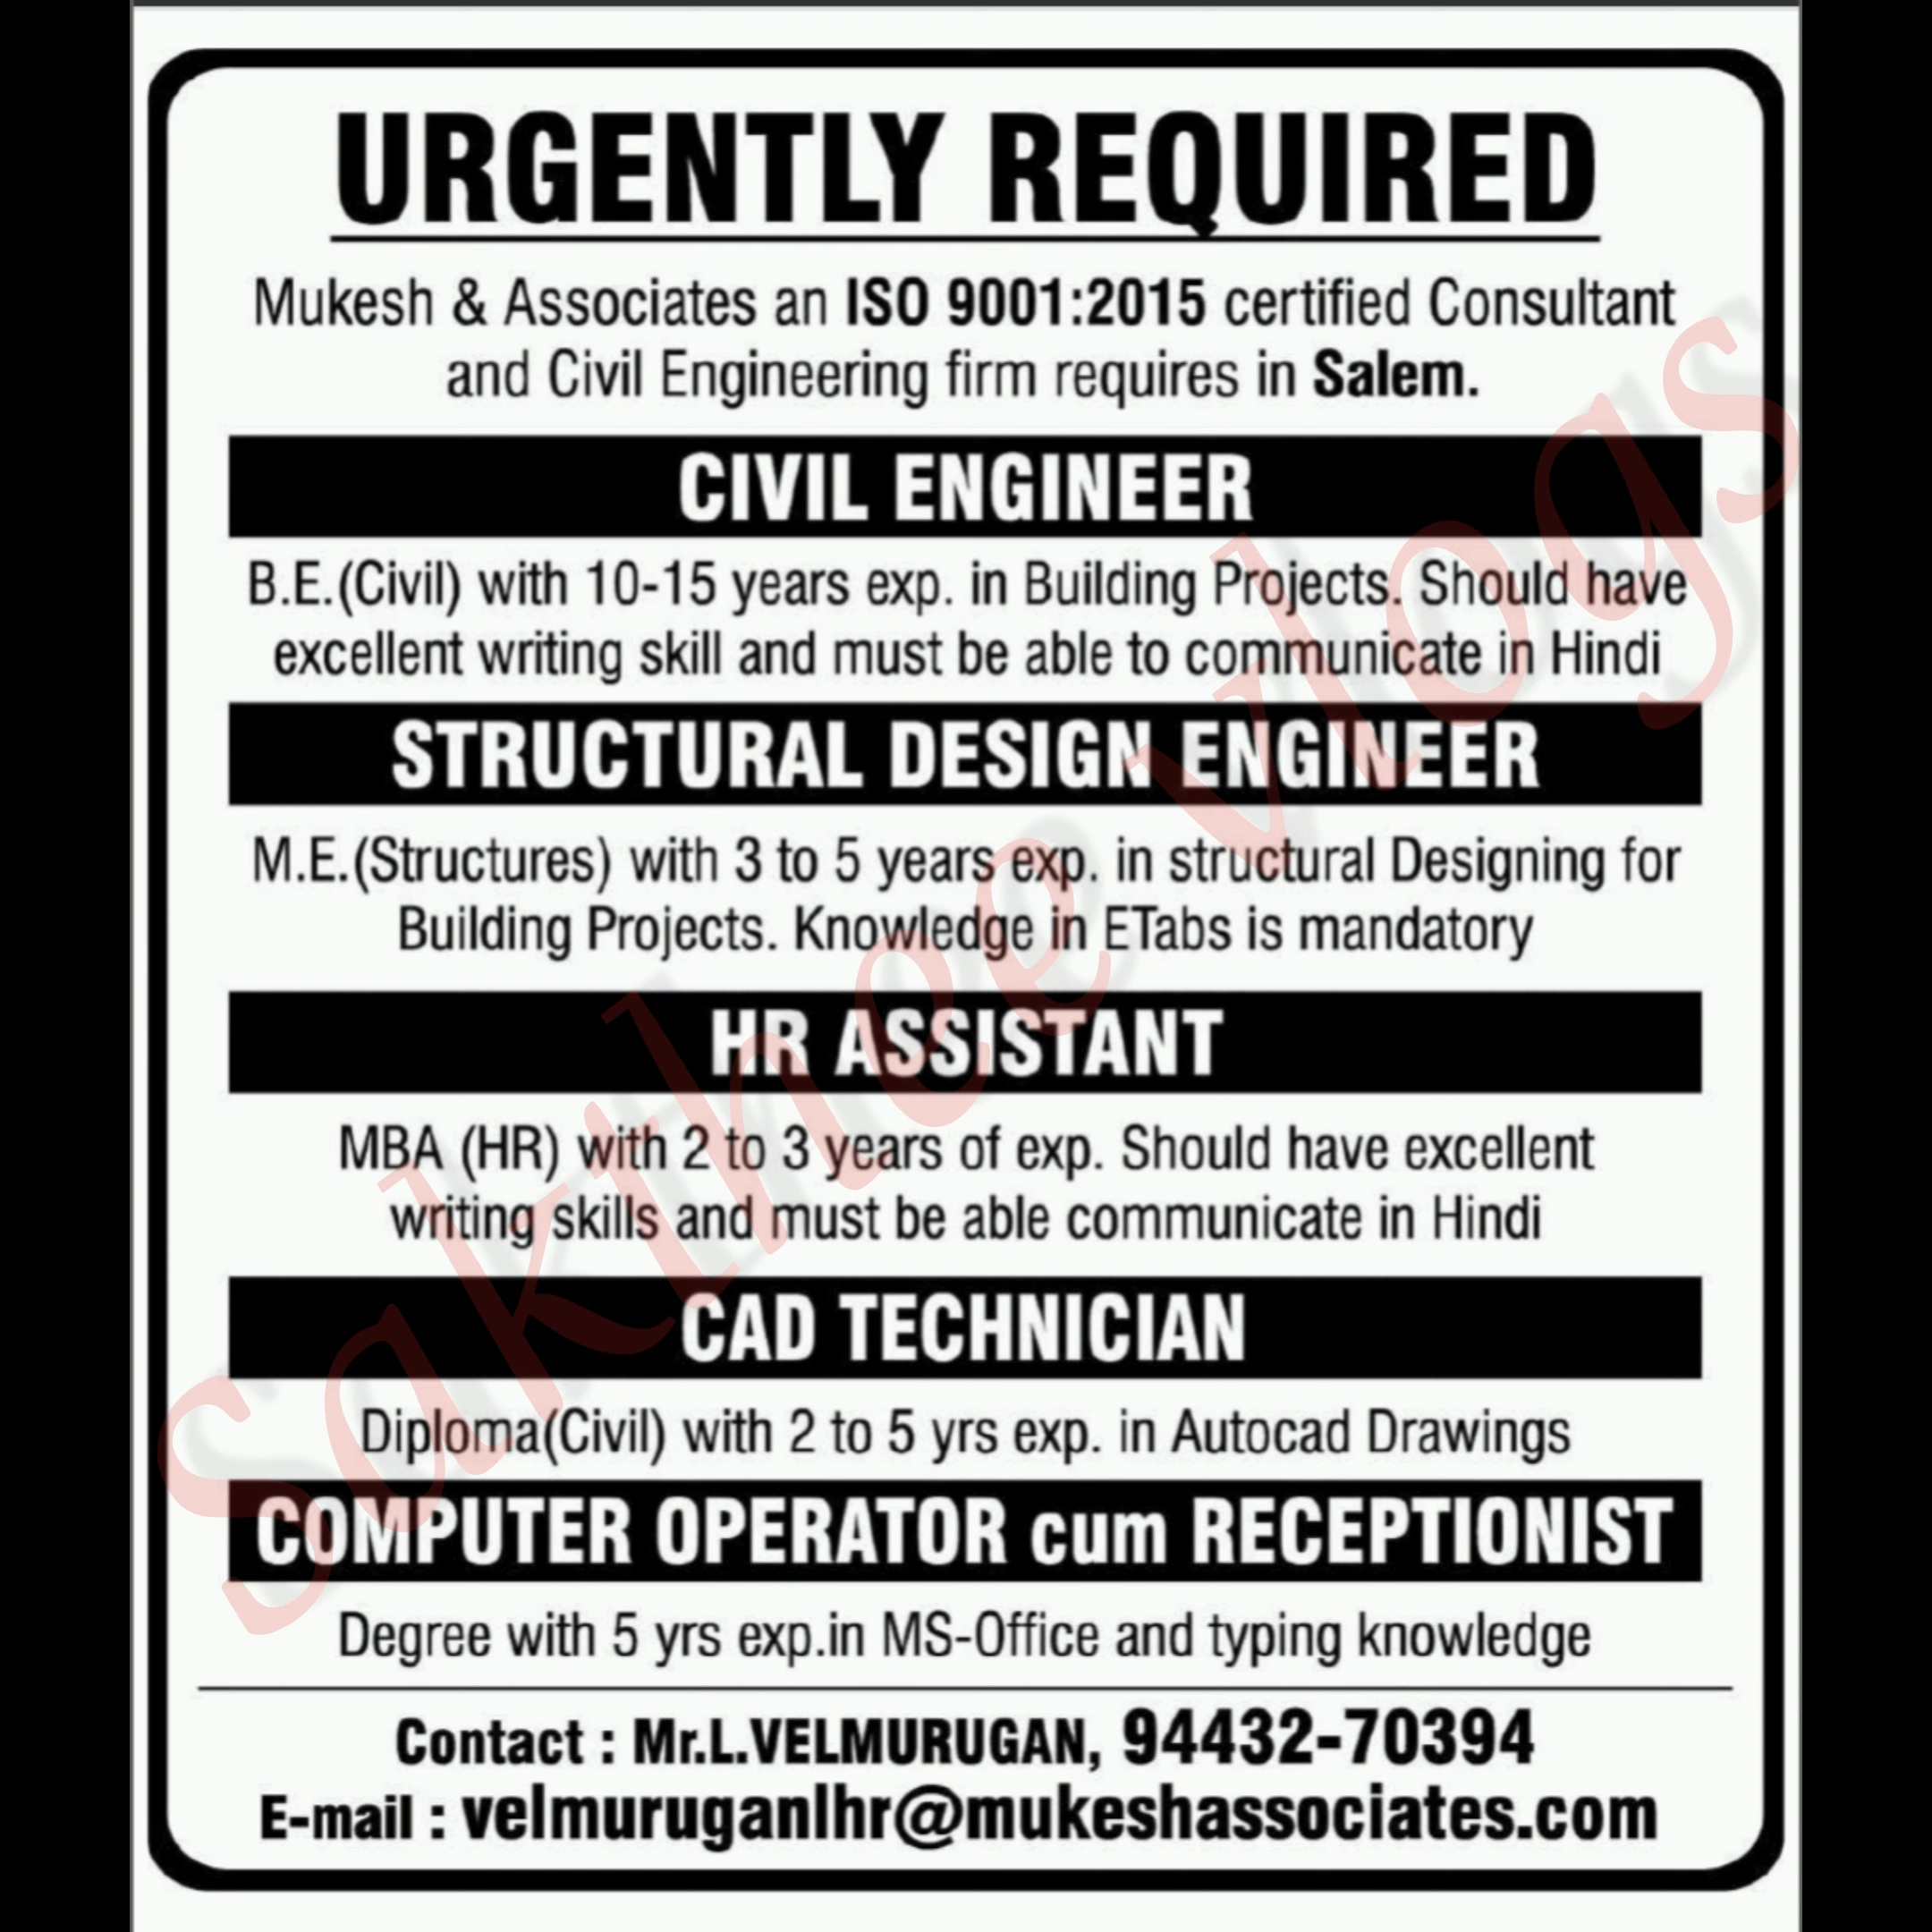 URGENTLY REQUIRED
Mukesh & Associates an ISO 9001:2015 certified Consultant
and Civil Engineering firm requires in Salem.
CIVIL ENGINEER
B.E.(Civil) with 10-15 years exp. in Building Projects. Should have
excellent writing skill and must be able to communicate in Hindi
STRUCTURAL DESIGN ENGINEER
M.E.(Structures) with 3 to 5 years exp. in structural Designing for
Building Projects. Knowledge in ETabs is mandatory
HR ASSISTANT
MBA (HR) with 2 to 3 years of exp. Should have excellent
writing skills and must be able communicate in Hindi
CAD TECHNICIAN
Diploma(Civil) with 2 to 5 yrs exp. in Autocad Drawings
COMPUTER OPERATOR cum RECEPTIONIST
Degree with 5 yrs exp.in MS-Office and typing knowledge
Contact : Mr.L.VELMURUGAN, 94432-70394
E-mail : velmuruganlhr@mukeshassociates.com
Sakthee vlogs